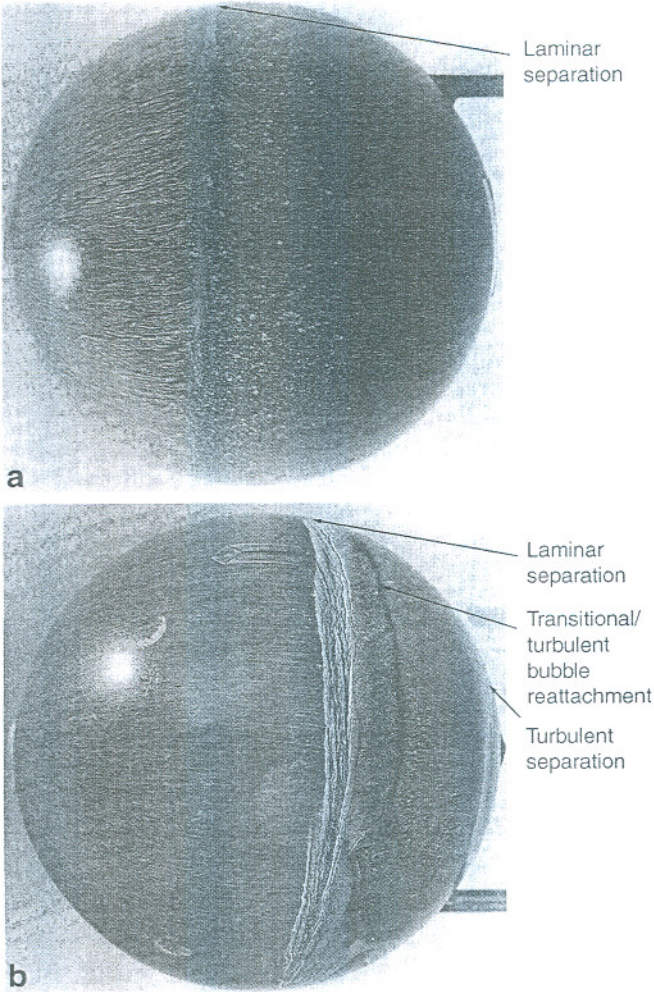 Laminar
separation
a
Laminar
separation
Transitional/
turbulent
bubble
reattachment
Turbulent
separation
b